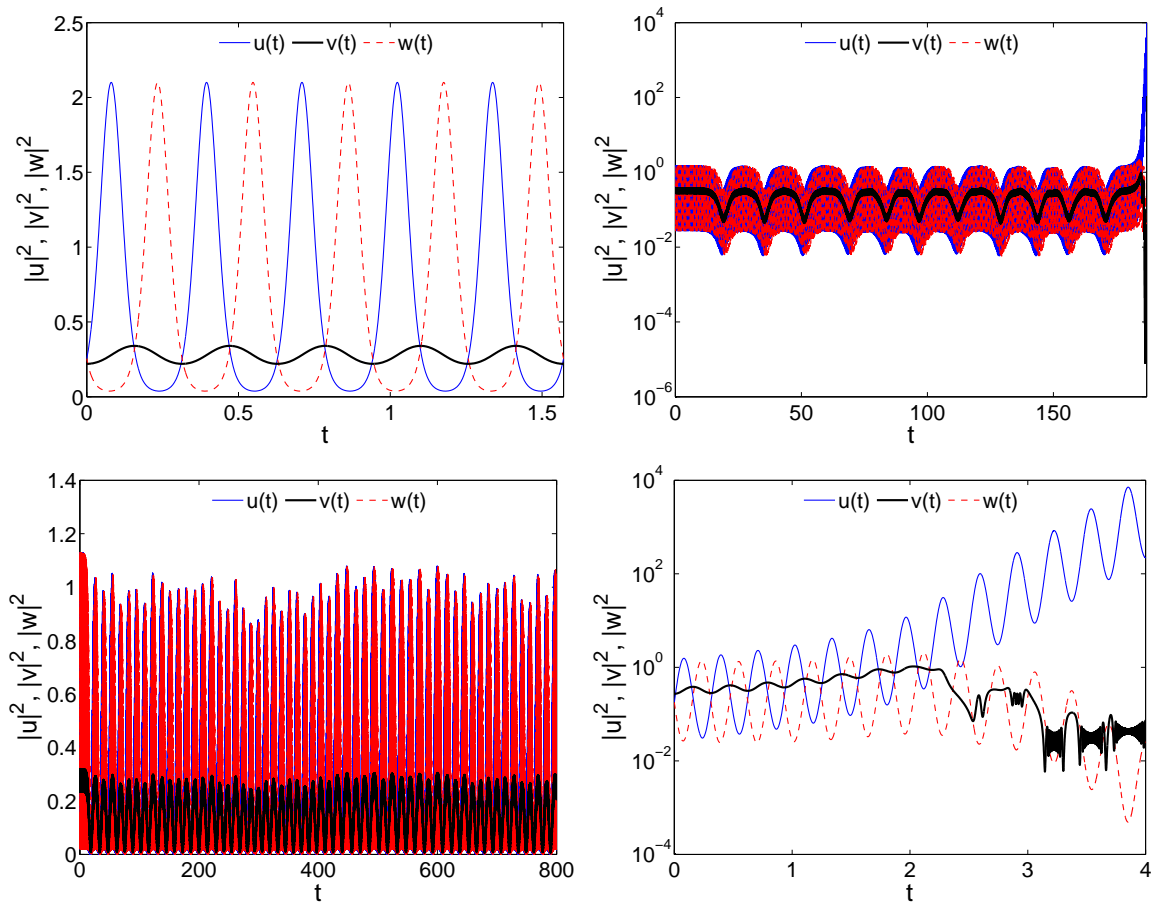 2.5
2
1.5
1
0.5
0
0 0.5 1 1.5
|u|², |v|², |w|²
t
u(t) v(t) w(t)
10⁴
10²
10⁰
10⁻²
10⁻⁴
10⁻⁶
0 50 100 150
|u|², |v|², |w|²
t
u(t) v(t) w(t)
1.4
1.2
1
0.8
0.6
0.4
0.2
0
0 200 400 600 800
|u|², |v|², |w|²
t
u(t) v(t) w(t)
10⁴
10²
10⁰
10⁻²
10⁻⁴
0 1 2 3 4
|u|², |v|², |w|²
t
u(t) v(t) w(t)